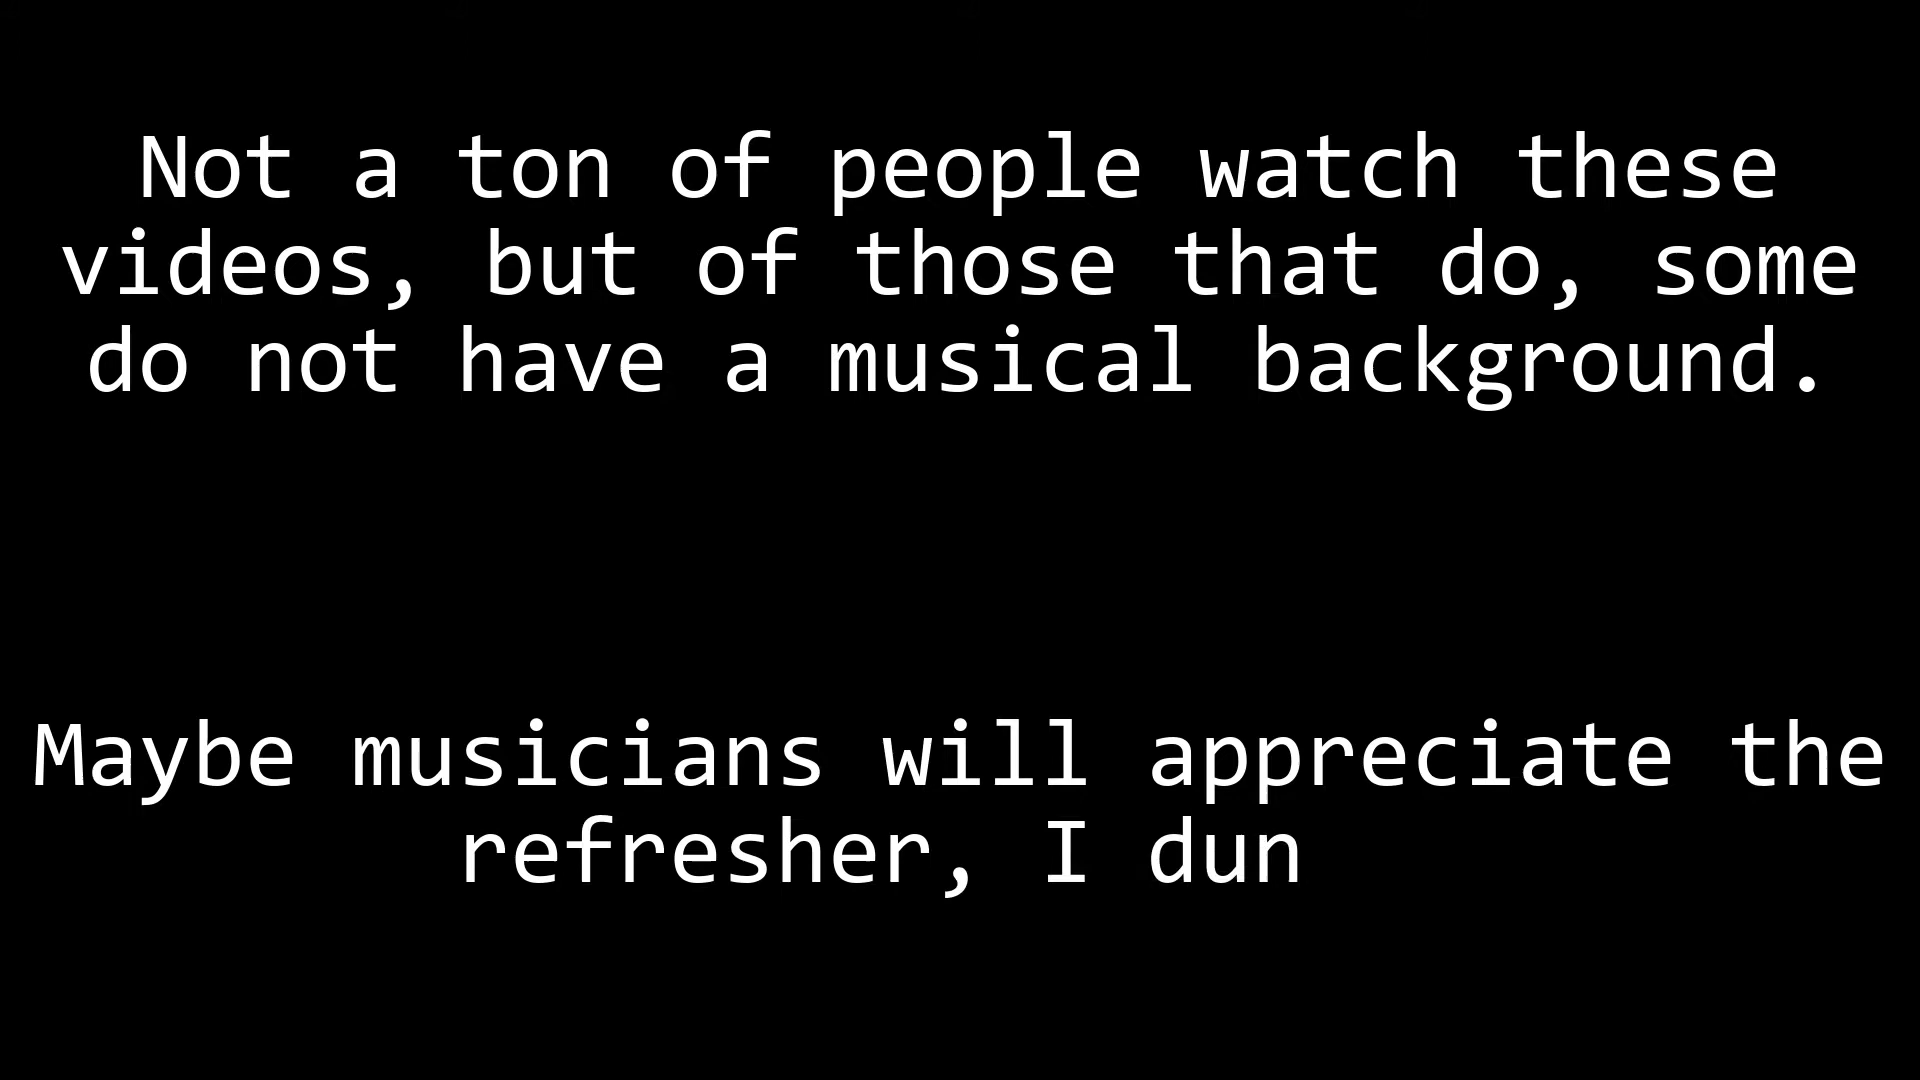 Not a ton of people watch these
videos, but of those that do, some
do not have a musical background.
Maybe musicians will appreciate the
refresher, I dun